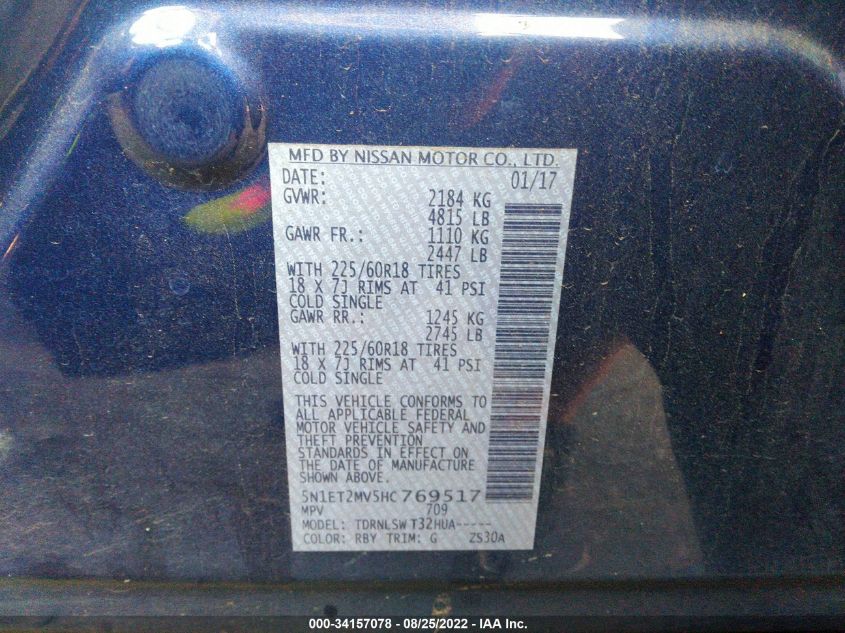 MFD BY NISSAN MOTOR CO., LTD.
DATE: 01/17
GVWR: 2184 KG
4815 LB
GAWR FR.: 1110 KG
2447 LB
WITH 225/60R18 TIRES
18 X 7J RIMS AT 41 PSI
COLD SINGLE
GAWR RR.: 1245 KG
2745 LB
WITH 225/60R18 TIRES
18 X 7J RIMS AT 41 PSI
COLD SINGLE
THIS VEHICLE CONFORMS TO
ALL APPLICABLE FEDERAL
MOTOR VEHICLE SAFETY AND
THEFT PREVENTION
STANDARDS IN EFFECT ON
THE DATE OF MANUFACTURE
SHOWN ABOVE.
5N1ET2MV5HC769517
MPV 709
MODEL: TDRNLSW T32HUA-----
COLOR: RBY TRIM: G ZS30A
000-34157078 - 08/25/2022 - IAA Inc.